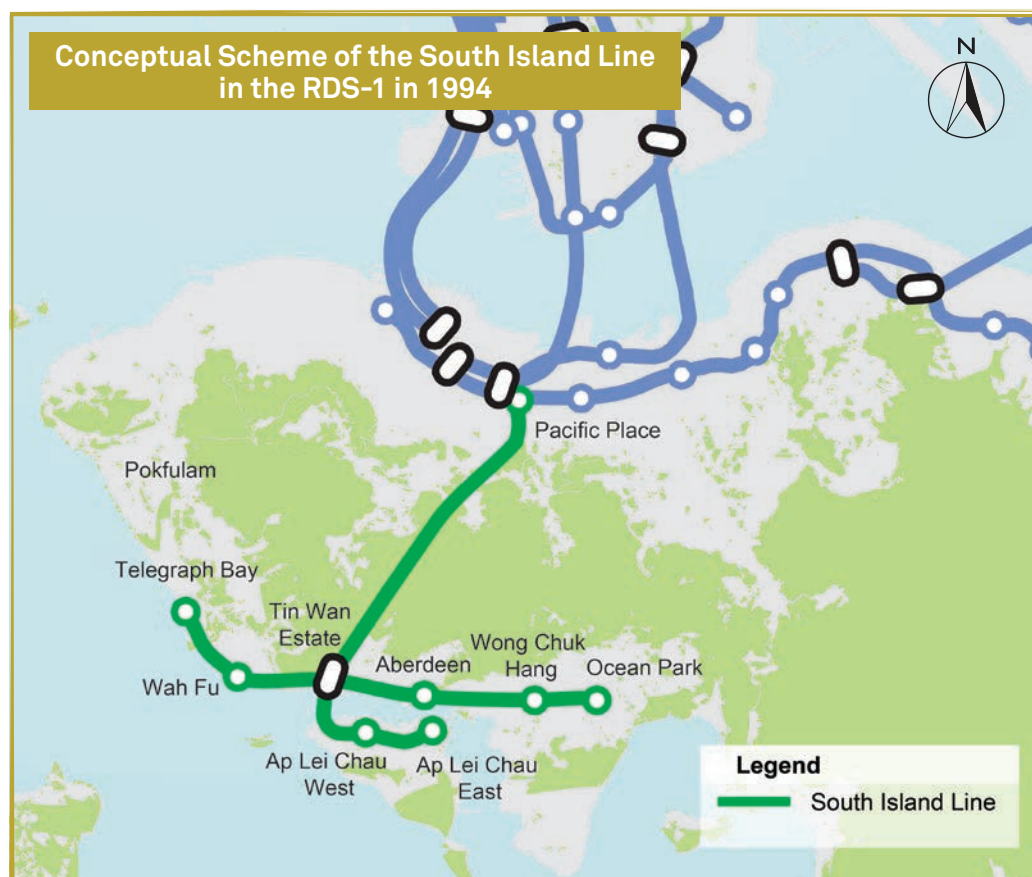 Conceptual Scheme of the South Island Line
in the RDS-1 in 1994
N
Pacific Place
Pokfulam
Telegraph Bay
Tin Wan
Estate
Wah Fu
Aberdeen
Wong Chuk
Hang
Ocean Park
Ap Lei Chau
West
Ap Lei Chau
East
Legend
South Island Line